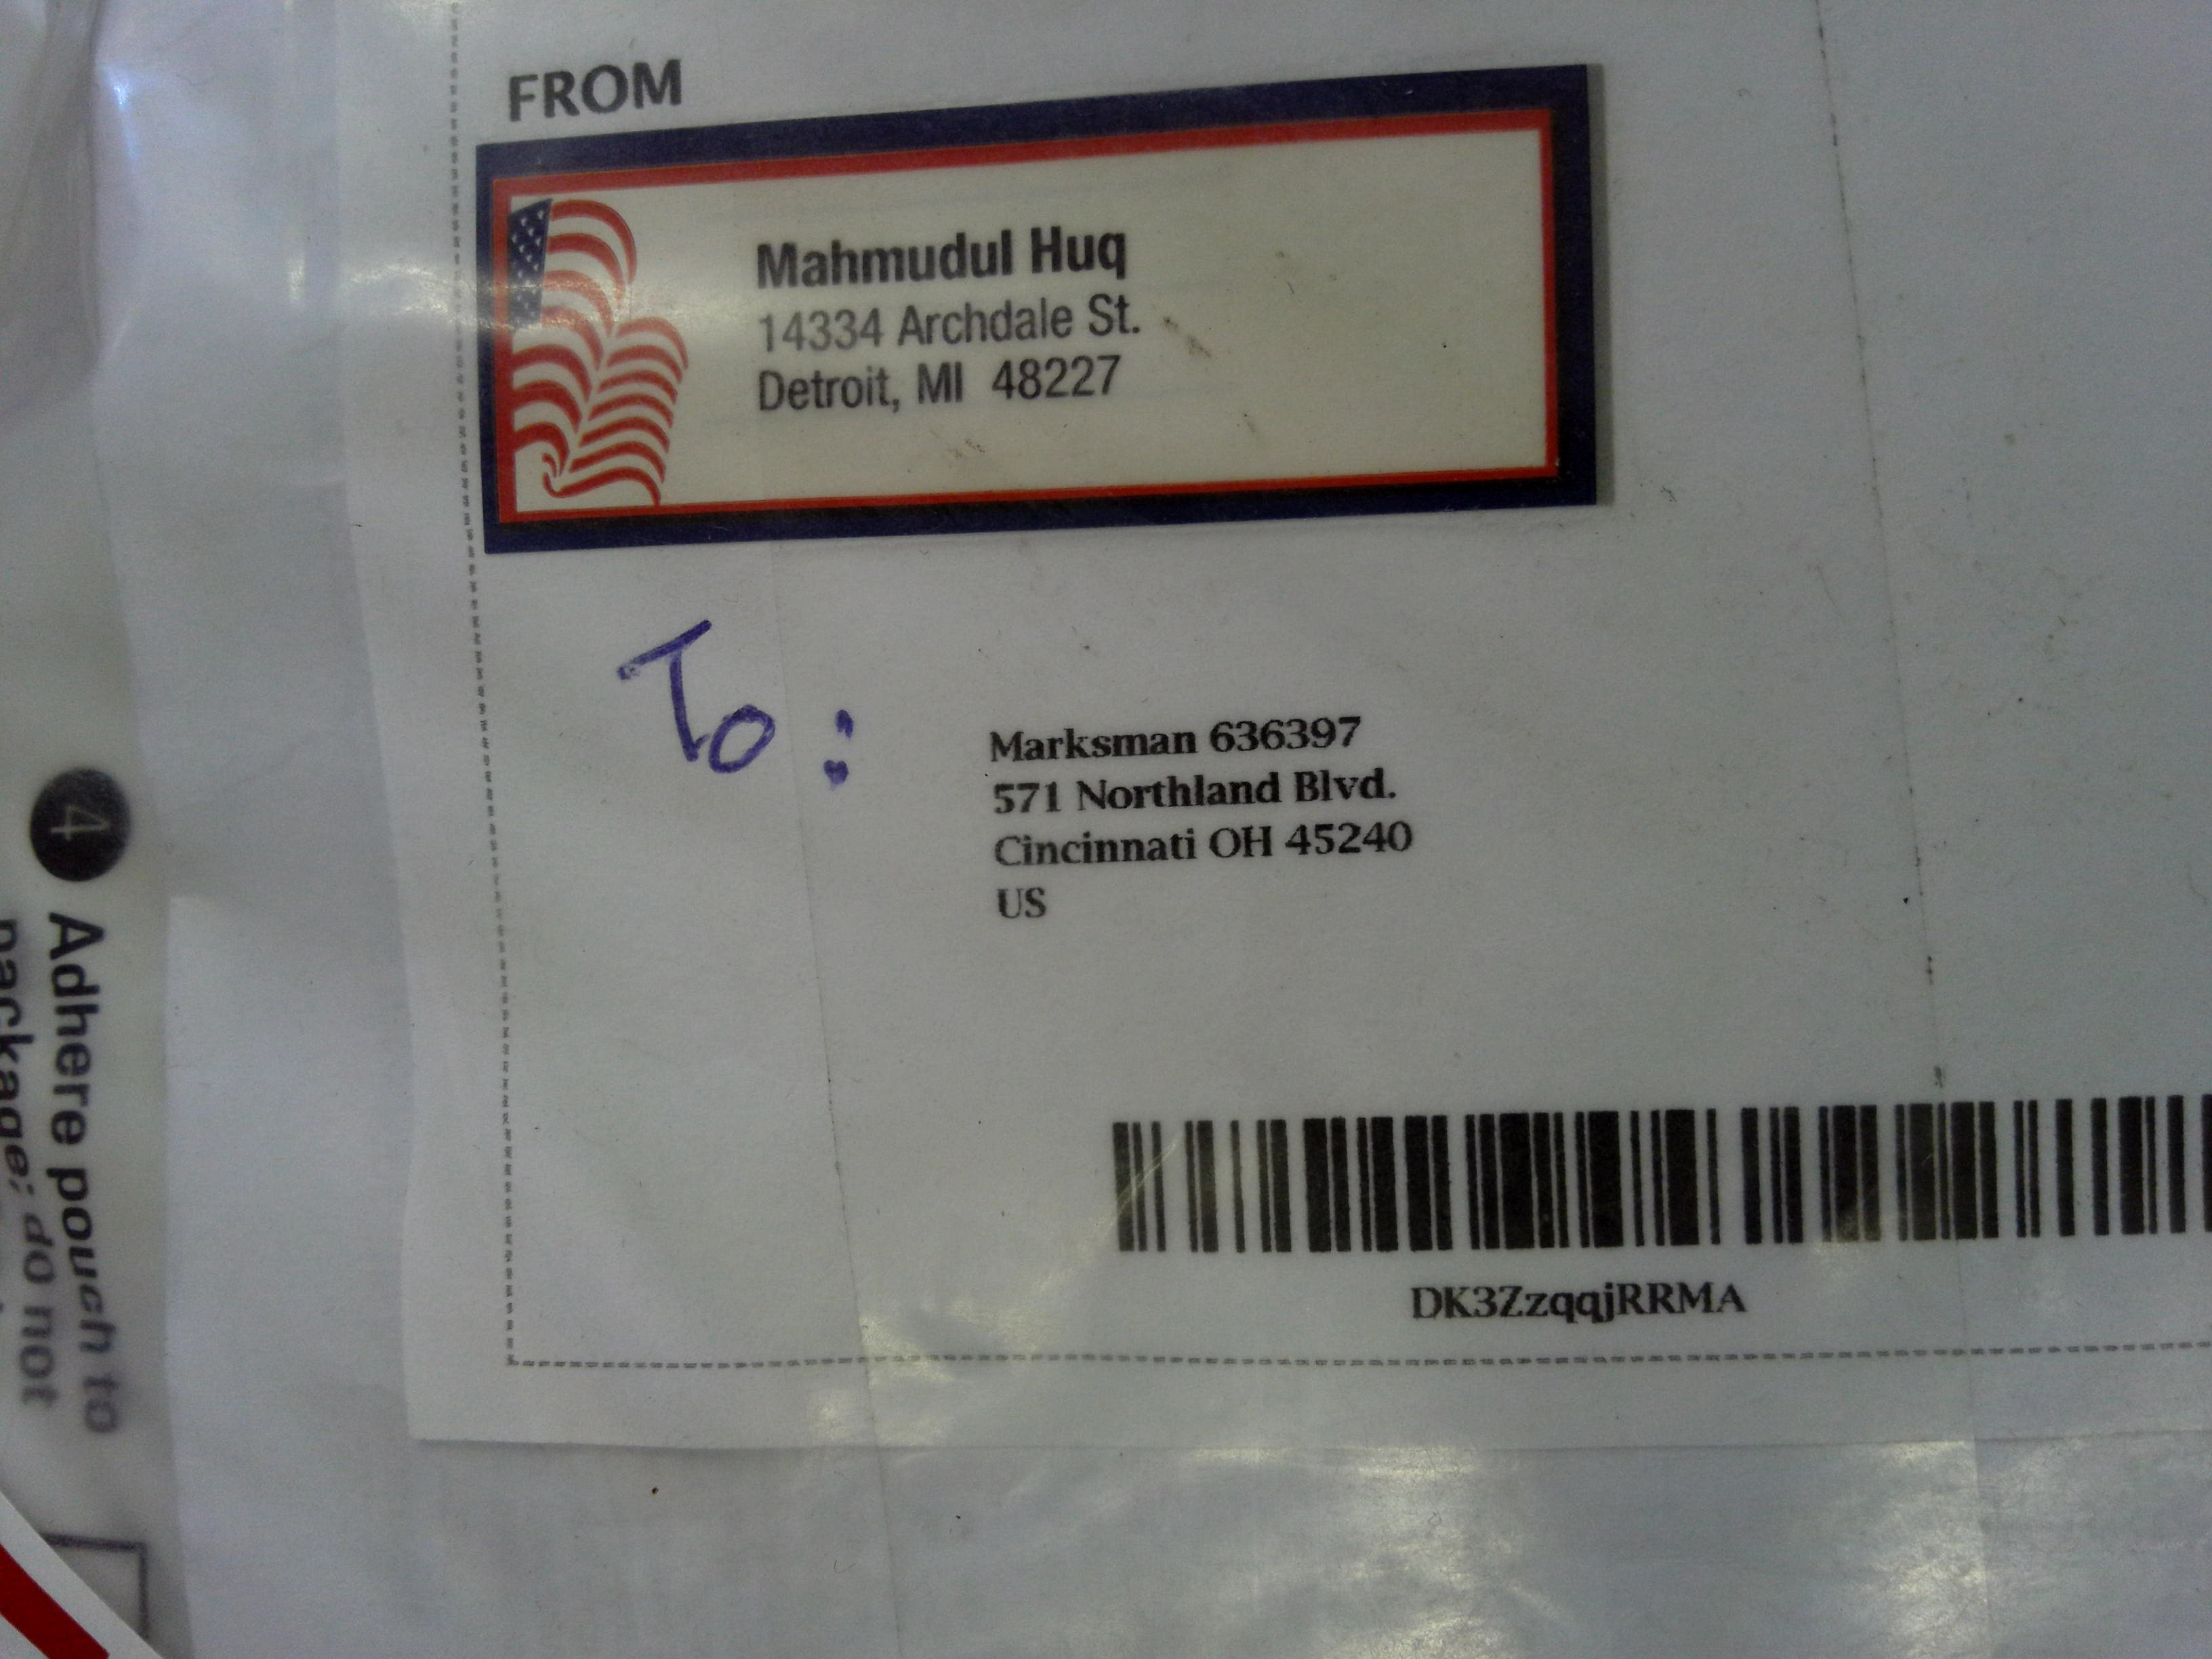 FROM
Mahmudul Huq
14334 Archdale St.
Detroit, MI 48227
To:
Marksman 636397
571 Northland Blvd.
Cincinnati OH 45240
US
DK3ZzqqjRRMA
4 Adhere pouch to
package; do not